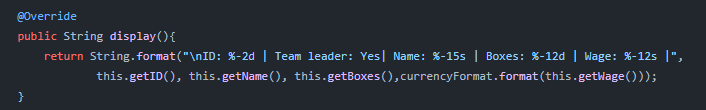 @Override
public String display(){
return String.format("\nID: %-2d | Team leader: Yes| Name: %-15s | Boxes: %-12d | Wage: %-12s |",
this.getID(), this.getName(), this.getBoxes(),currencyFormat.format(this.getWage()));
}